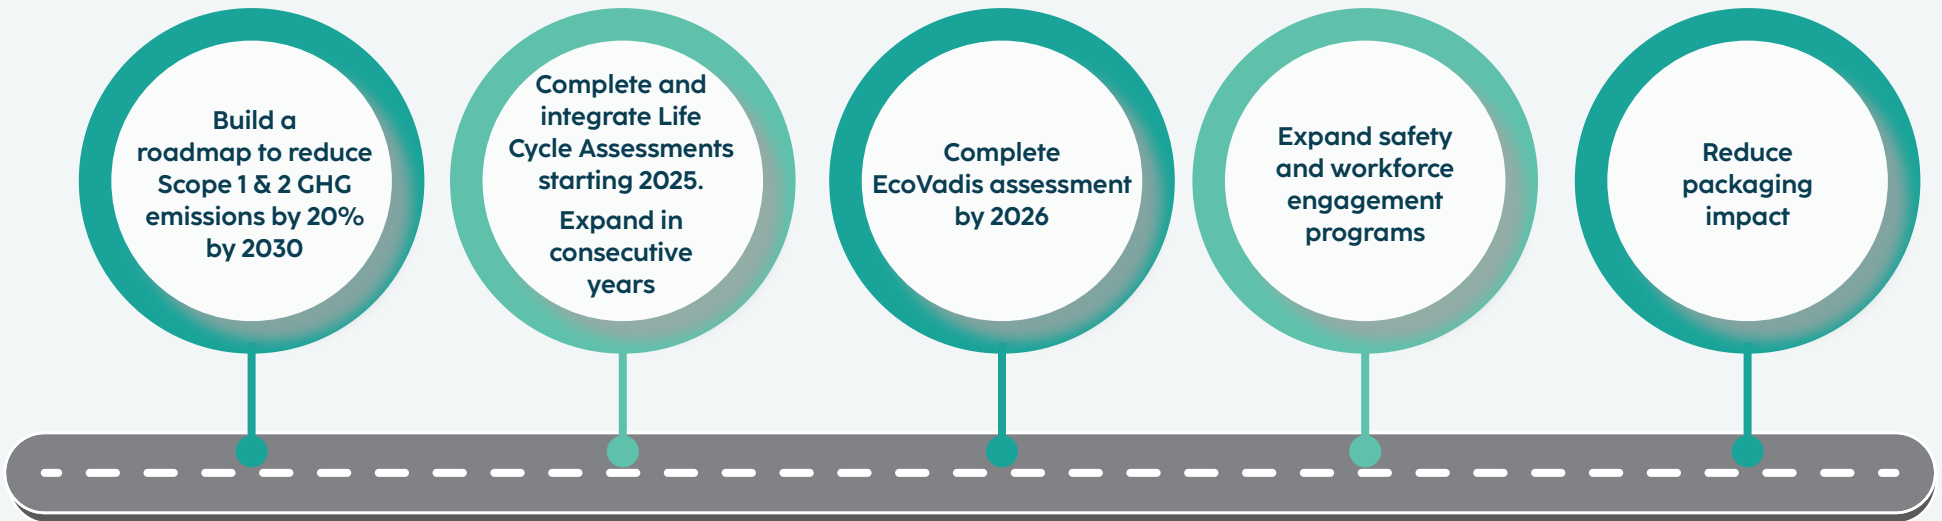 Build a
roadmap to reduce
Scope 1 & 2 GHG
emissions by 20%
by 2030
Complete and
integrate Life
Cycle Assessments
starting 2025.
Expand in
consecutive
years
Complete
EcoVadis assessment
by 2026
Expand safety
and workforce
engagement
programs
Reduce
packaging
impact